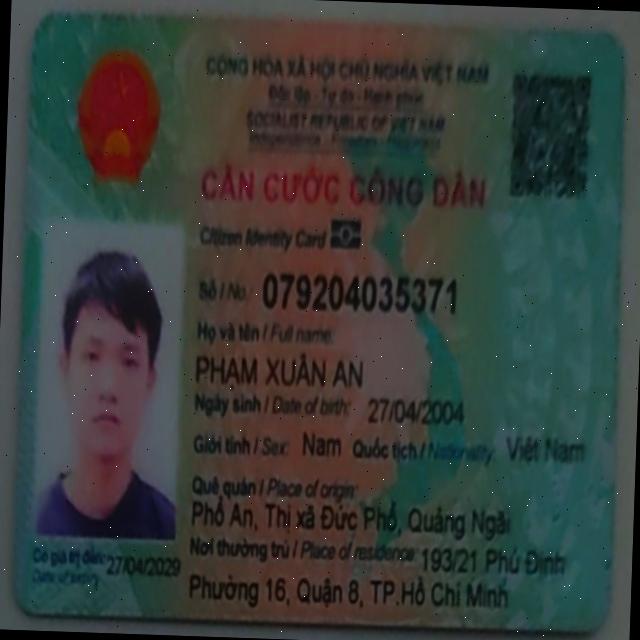 CỘNG HÒA XÃ HỘI CHỦ NGHĨA VIỆT NAM
Độc lập - Tự do - Hạnh phúc
SOCIALIST REPUBLIC OF VIET NAM
Independence - Freedom - Happiness
CĂN CƯỚC CÔNG DÂN
Citizen Identity Card
Số / No. 079204035371
Họ và tên / Full name:
PHẠM XUÂN AN
Ngày sinh / Date of birth: 27/04/2004
Giới tính / Sex: Nam Quốc tịch / Nationality: Việt Nam
Quê quán / Place of origin:
Phổ An, Thị xã Đức Phổ, Quảng Ngãi
Nơi thường trú / Place of residence: 193/21 Phú Định
Phường 16, Quận 8, TP.Hồ Chí Minh
Có giá trị đến: 27/04/2029
Date of expiry